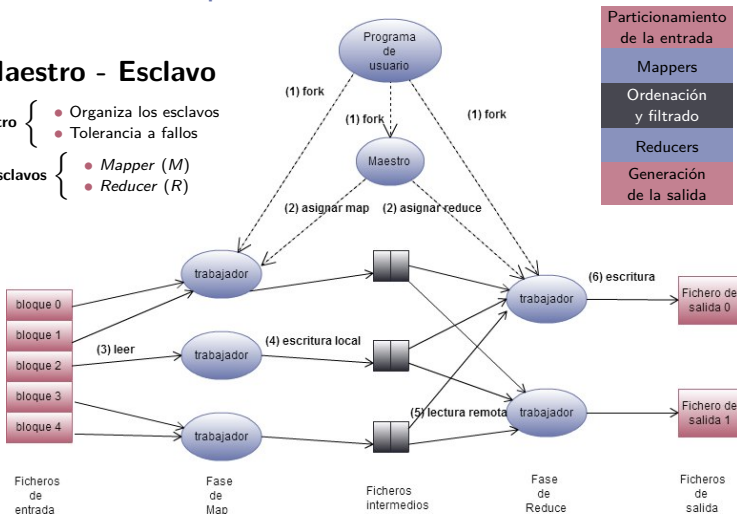 Maestro - Esclavo
Organiza los esclavos
Tolerancia a fallos
Mapper (M)
Reducer (R)
Programa
de
usuario
(1) fork
(1) fork
(1) fork
Maestro
(2) asignar map
(2) asignar reduce
Particionamiento
de la entrada
Mappers
Ordenación
y filtrado
Reducers
Generación
de la salida
bloque 0
bloque 1
bloque 2
bloque 3
bloque 4
(3) leer
trabajador
trabajador
trabajador
(4) escritura local
(5) lectura remota
trabajador
trabajador
(6) escritura
Fichero de
salida 0
Fichero de
salida 1
Ficheros
de
entrada
Fase
de
Map
Ficheros
intermedios
Fase
de
Reduce
Ficheros
de
salida